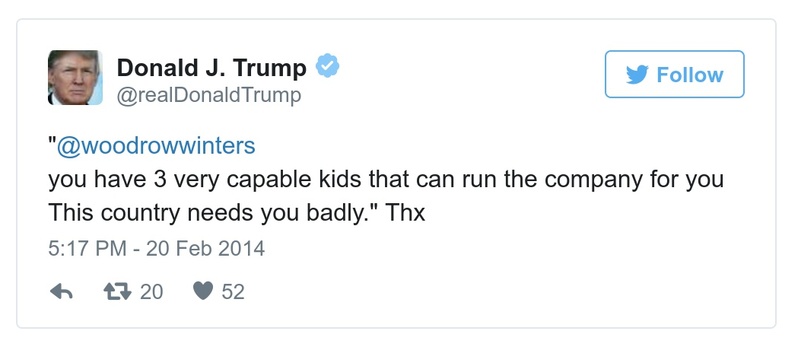 Donald J. Trump
@realDonaldTrump
Follow
"@woodrowwinters
you have 3 very capable kids that can run the company for you
This country needs you badly." Thx
5:17 PM - 20 Feb 2014
20 52